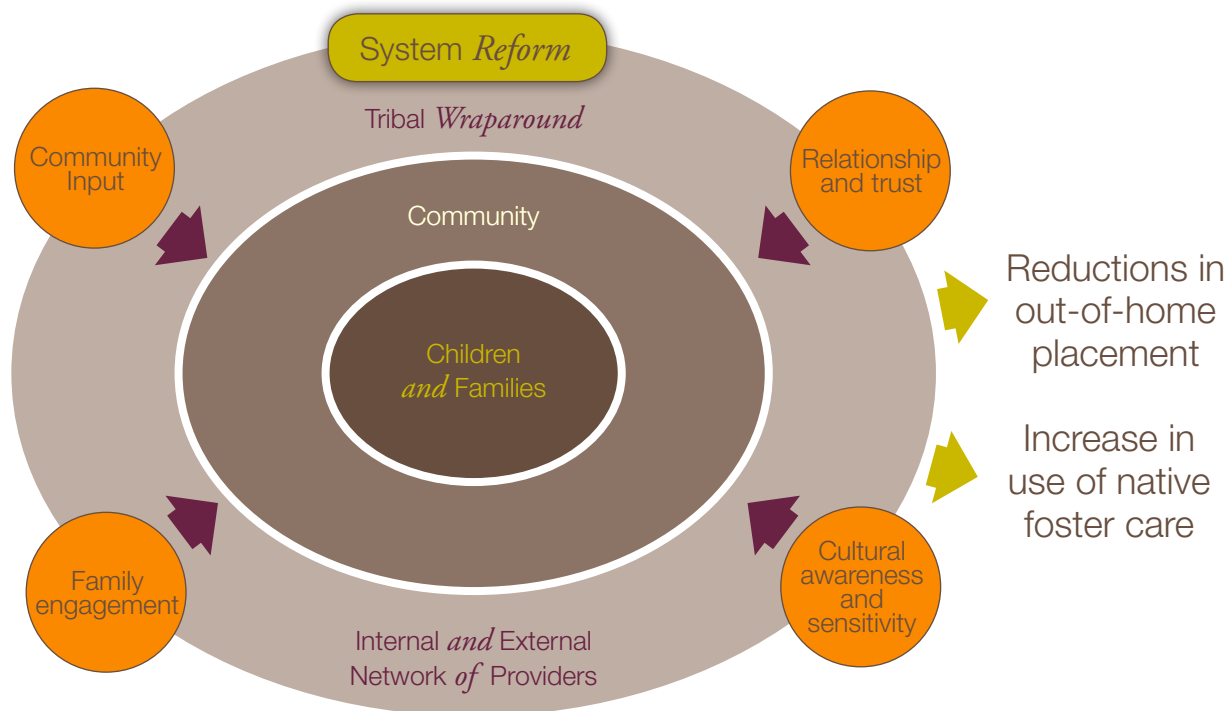 System Reform
Tribal Wraparound
Community
Input
Relationship
and trust
Community
Children
and Families
Reductions in
out-of-home
placement
Increase in
use of native
foster care
Family
engagement
Cultural
awareness
and
sensitivity
Internal and External
Network of Providers